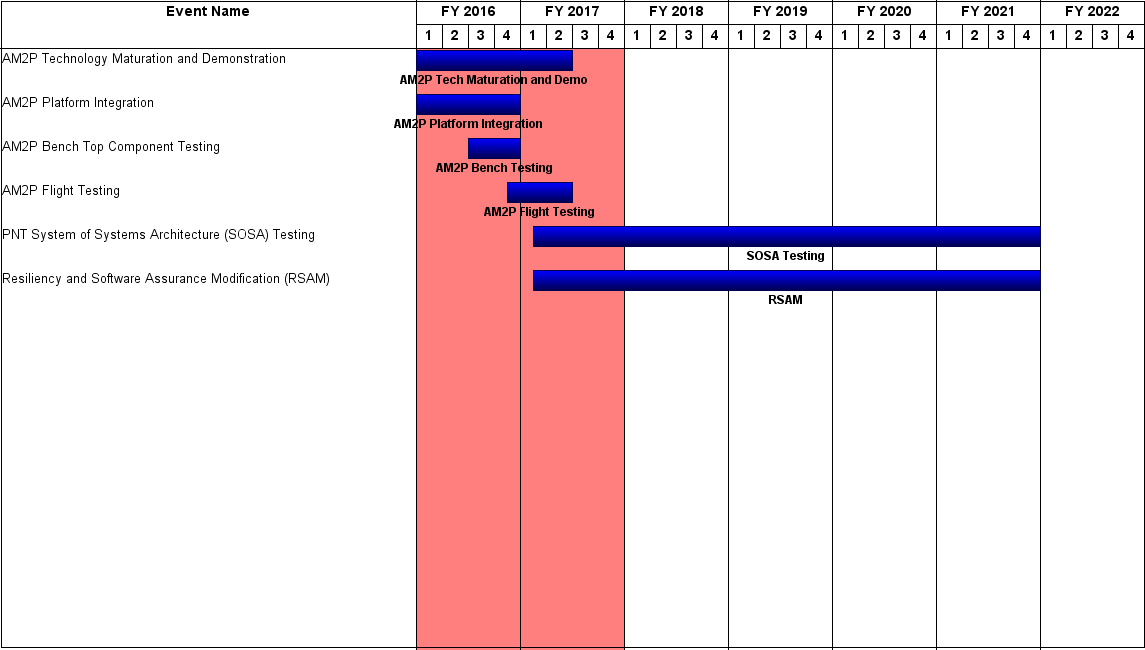 Event Name FY 2016 FY 2017 FY 2018 FY 2019 FY 2020 FY 2021 FY 2022
1 2 3 4 1 2 3 4 1 2 3 4 1 2 3 4 1 2 3 4 1 2 3 4 1 2 3 4
AM2P Technology Maturation and Demonstration
AM2P Tech Maturation and Demo
AM2P Platform Integration
AM2P Platform Integration
AM2P Bench Top Component Testing
AM2P Bench Testing
AM2P Flight Testing
AM2P Flight Testing
PNT System of Systems Architecture (SOSA) Testing
SOSA Testing
Resiliency and Software Assurance Modification (RSAM)
RSAM